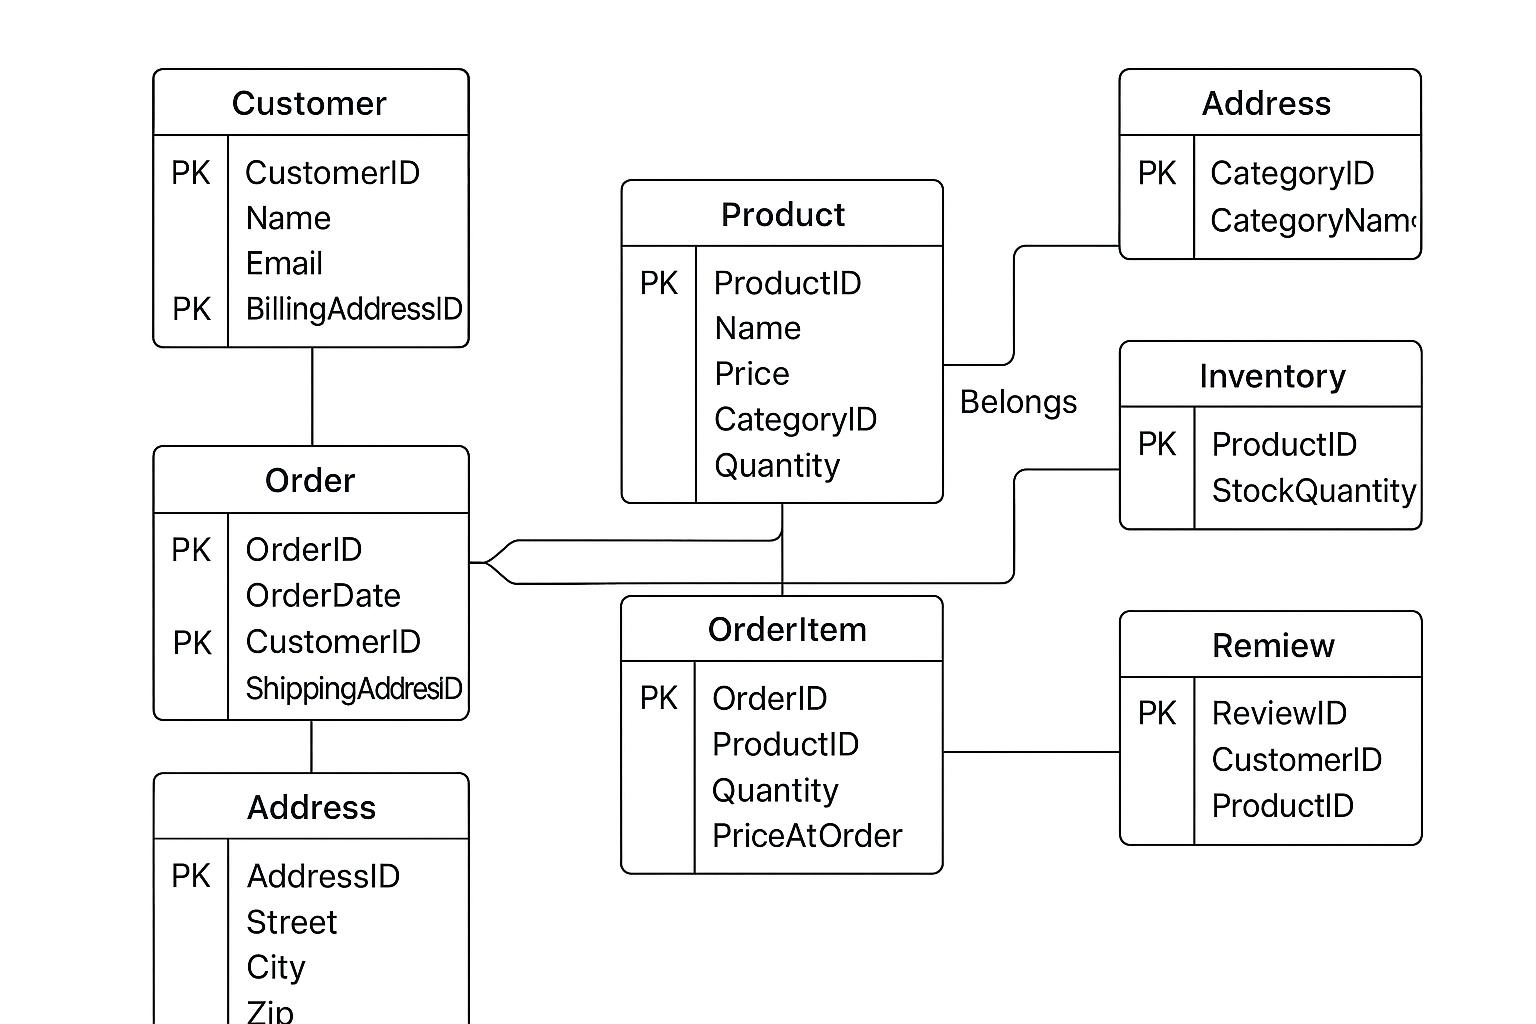 Customer
PK CustomerID
Name
Email
PK BillingAddressID
Order
PK OrderID
OrderDate
PK CustomerID
ShippingAddresiD
Address
PK AddressID
Street
City
Zip
Product
PK ProductID
Name
Price
CategoryID
Quantity
Belongs
OrderItem
PK OrderID
ProductID
Quantity
PriceAtOrder
Address
PK CategoryID
CategoryNam
Inventory
PK ProductID
StockQuantity
Remiew
PK ReviewID
CustomerID
ProductID